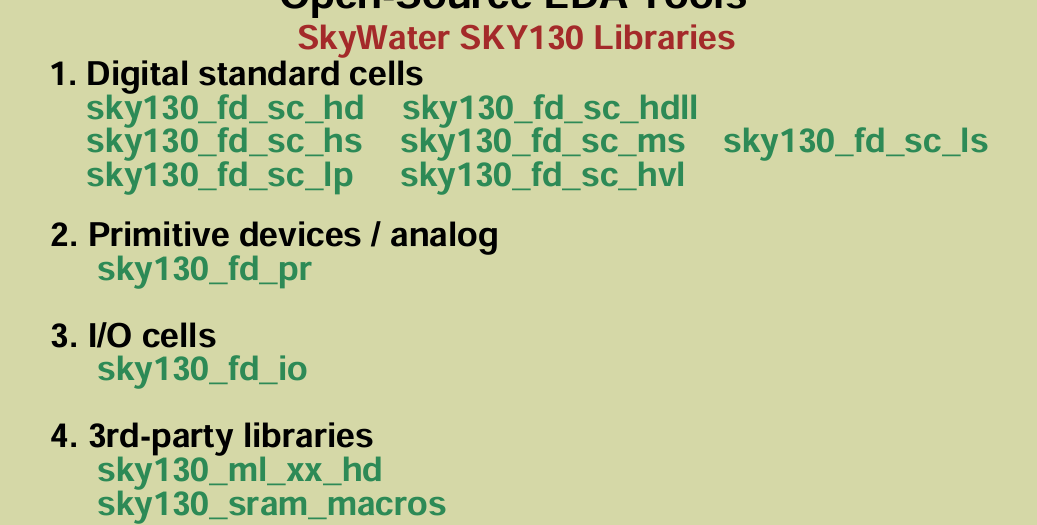 Open-Source EDA Tools
SkyWater SKY130 Libraries
1. Digital standard cells
sky130_fd_sc_hd sky130_fd_sc_hdll
sky130_fd_sc_hs sky130_fd_sc_ms sky130_fd_sc_ls
sky130_fd_sc_lp sky130_fd_sc_hvl
2. Primitive devices / analog
sky130_fd_pr
3. I/O cells
sky130_fd_io
4. 3rd-party libraries
sky130_ml_xx_hd
sky130_sram_macros